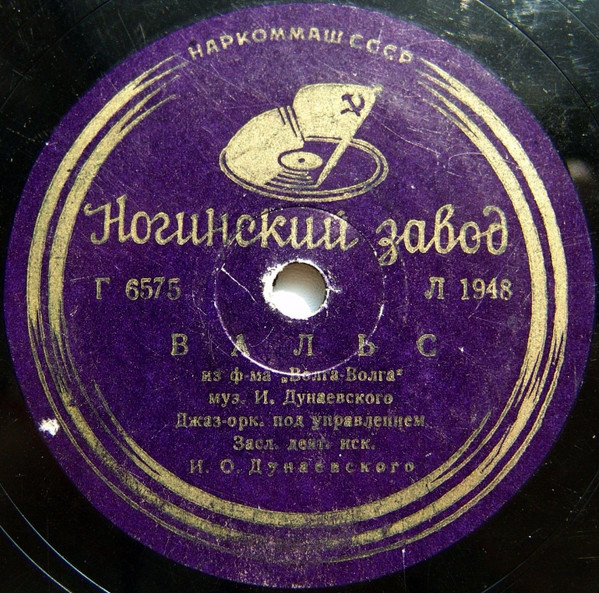 НАРКОММАШ СССР
Ногинский завод
Г 6575 Л 1948
ВАЛЬС
из ф-ма „Волга-Волга“
муз. И. Дунаевского
Джаз-орк. под управлением
Засл. деят. иск.
И. О. Дунаевского